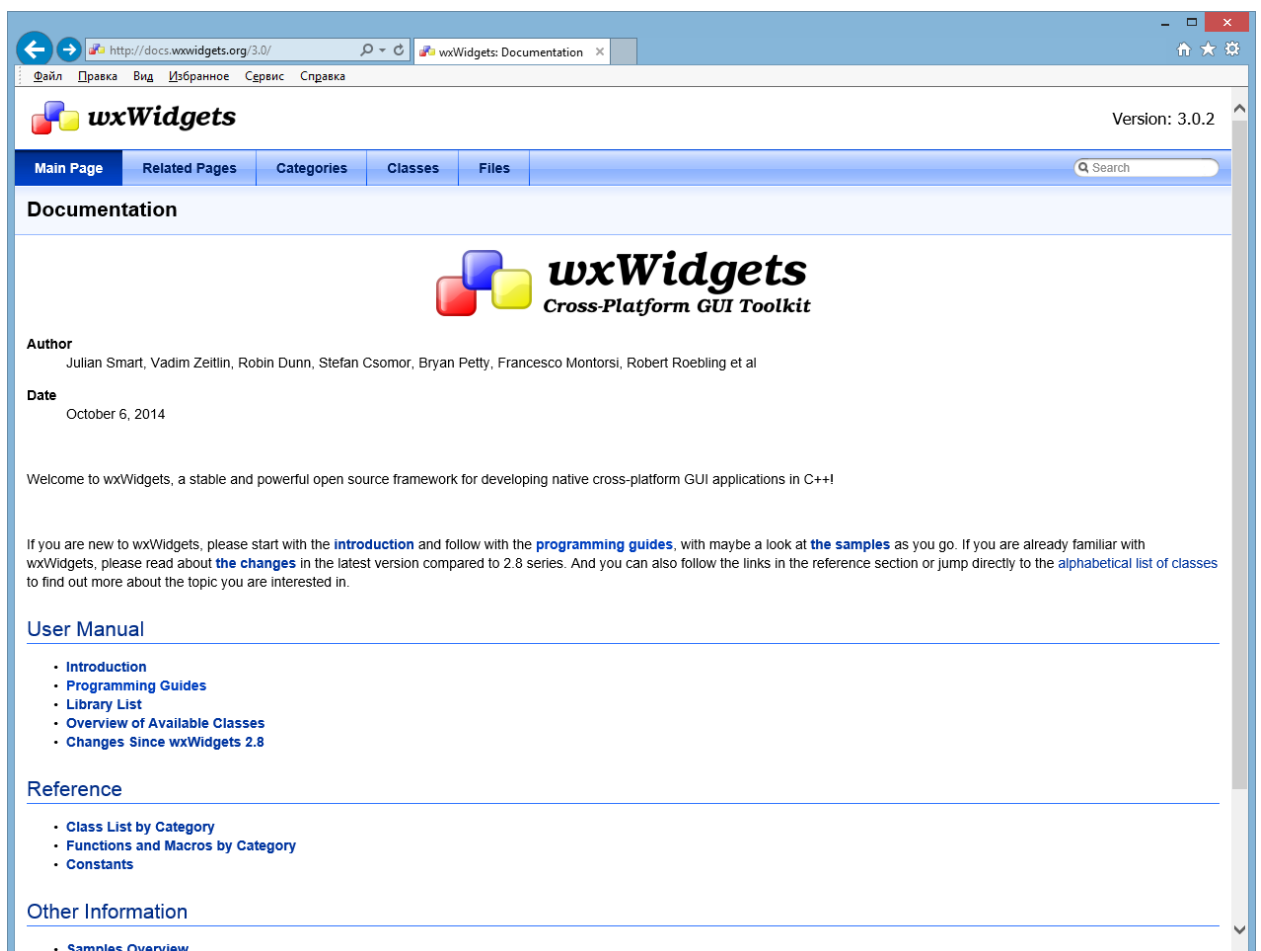 http://docs.wxwidgets.org/3.0/
wxWidgets: Documentation
Файл Правка Вид Избранное Сервис Справка
wxWidgets
Version: 3.0.2
Main Page Related Pages Categories Classes Files
Search
Documentation
wxWidgets
Cross-Platform GUI Toolkit
Author
Julian Smart, Vadim Zeitlin, Robin Dunn, Stefan Csomor, Bryan Petty, Francesco Montorsi, Robert Roebling et al
Date
October 6, 2014
Welcome to wxWidgets, a stable and powerful open source framework for developing native cross-platform GUI applications in C++!
If you are new to wxWidgets, please start with the introduction and follow with the programming guides, with maybe a look at the samples as you go. If you are already familiar with
wxWidgets, please read about the changes in the latest version compared to 2.8 series. And you can also follow the links in the reference section or jump directly to the alphabetical list of classes
to find out more about the topic you are interested in.
User Manual
• Introduction
• Programming Guides
• Library List
• Overview of Available Classes
• Changes Since wxWidgets 2.8
Reference
• Class List by Category
• Functions and Macros by Category
• Constants
Other Information
• Samples Overview